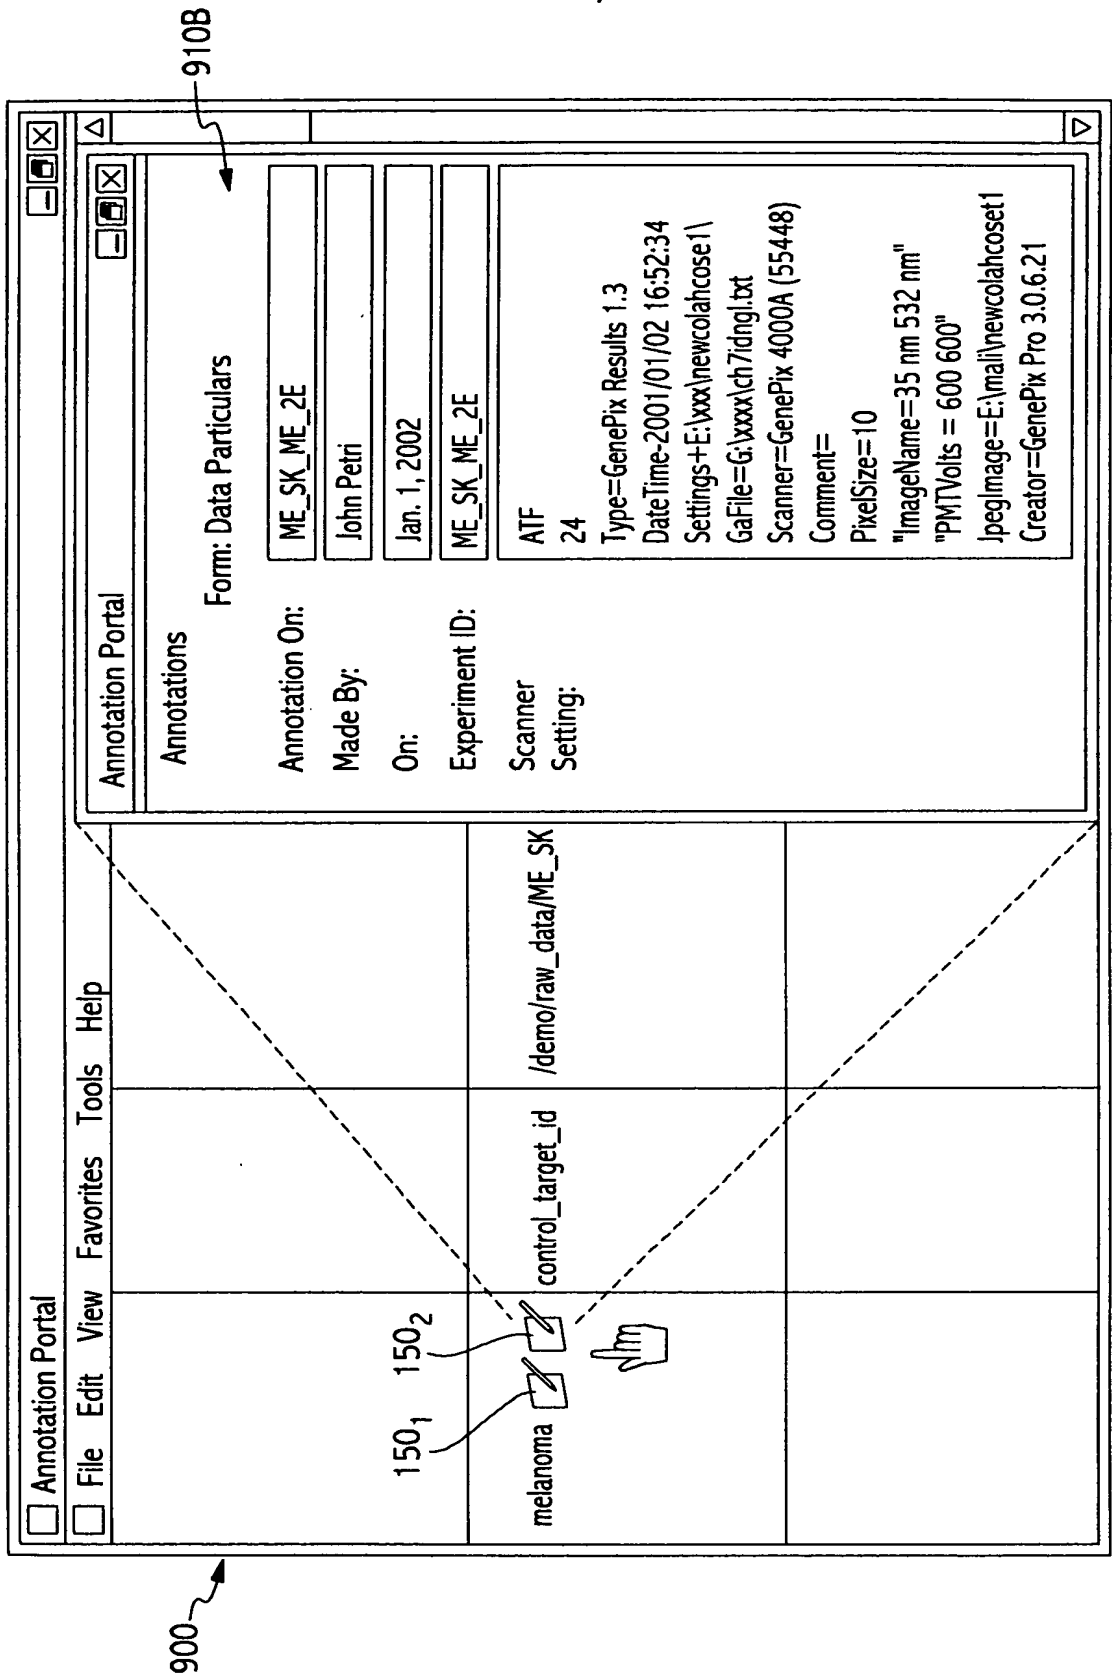 900
910B
Annotation Portal
File Edit View Favorites Tools Help
150₁
150₂
melanoma
control_target_id
/demo/raw_data/ME_SK
Annotation Portal
Annotations
Form: Data Particulars
Annotation On: ME_SK_ME_2E
Made By: John Petri
On: Jan. 1, 2002
Experiment ID: ME_SK_ME_2E
Scanner
Setting:
ATF
24
Type=GenePix Results 1.3
DateTime-2001/01/02 16:52:34
Settings+E:\xxx\newcolahcose1\
GaFile=G:\xxxx\ch7idngl.txt
Scanner=GenePix 4000A (55448)
Comment=
PixelSize=10
"ImageName=35 nm 532 nm"
"PMTVolts = 600 600"
JpegImage=E:\mali\newcolahcoset1
Creator=GenePix Pro 3.0.6.21